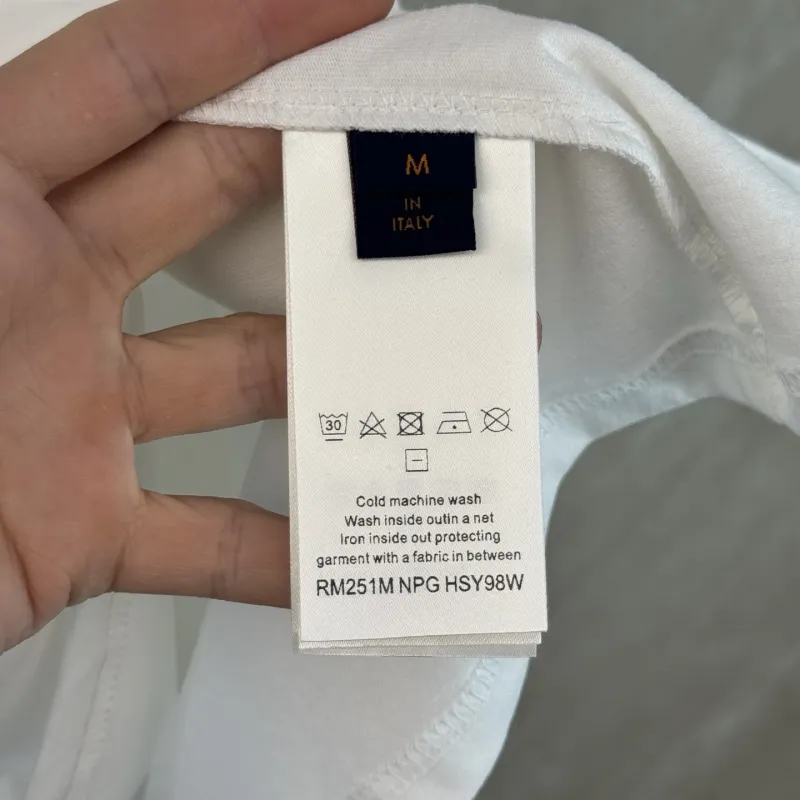 M
IN
ITALY
30
Cold machine wash
Wash inside outin a net
Iron inside out protecting
garment with a fabric in between
RM251M NPG HSY98W